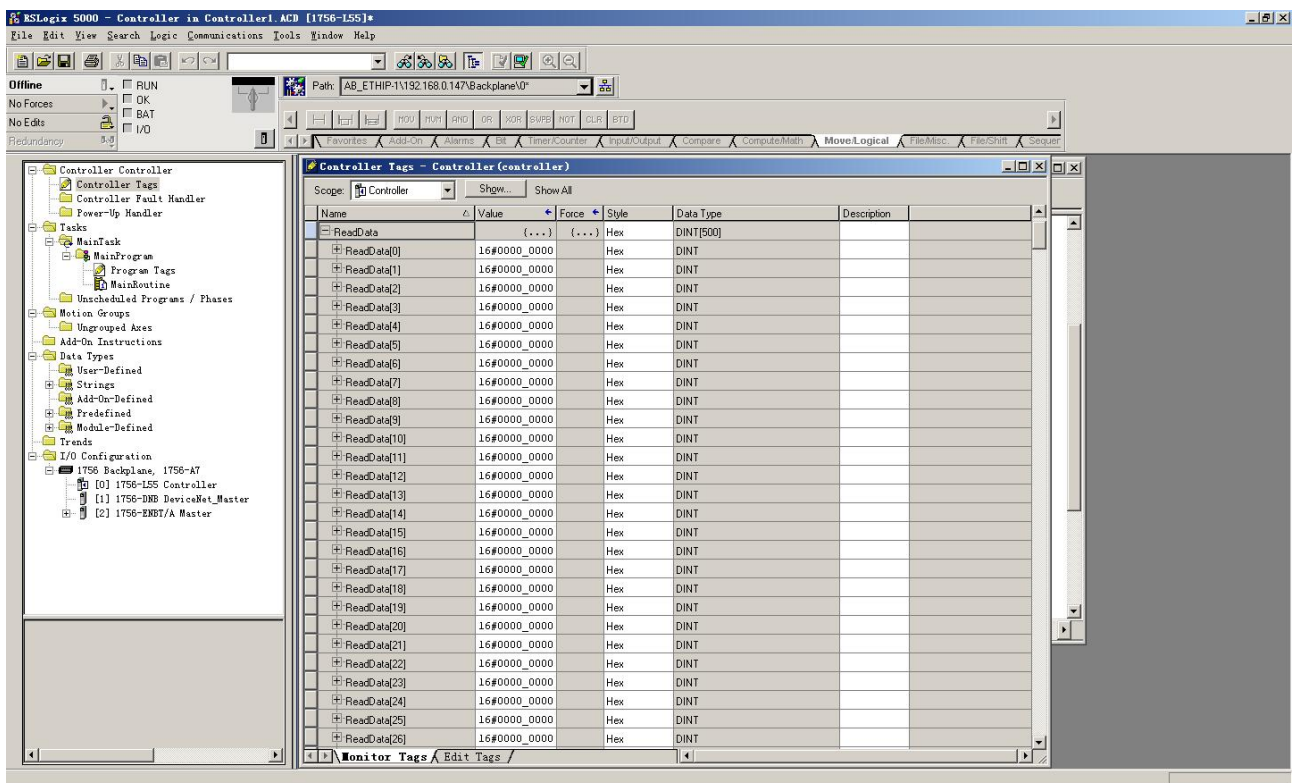 RSLogix 5000 - Controller in Controller1.ACD [1756-L55]*
File Edit View Search Logic Communications Tools Window Help
Offline
RUN
No Forces
OK
BAT
No Edits
I/O
Redundancy
Path: AB_ETHIP-1\192.168.0.147\Backplane\0*
MOV MVM AND OR XOR SWPB NOT CLR BTD
Favorites Add-On Alarms Bit Timer/Counter Input/Output Compare Compute/Math Move/Logical File/Misc. File/Shift Sequer
Controller Controller
Controller Tags
Controller Fault Handler
Power-Up Handler
Tasks
MainTask
MainProgram
Program Tags
MainRoutine
Unscheduled Programs / Phases
Motion Groups
Ungrouped Axes
Add-On Instructions
Data Types
User-Defined
Strings
Add-On-Defined
Predefined
Module-Defined
Trends
I/O Configuration
1756 Backplane, 1756-A7
[0] 1756-L55 Controller
[1] 1756-DNB DeviceNet_Master
[2] 1756-ENBT/A Master
Controller Tags - Controller(controller)
Scope: Controller Show... Show All
Name Value Force Style Data Type Description
ReadData {...} {...} Hex DINT[500]
ReadData[0] 16#0000_0000 Hex DINT
ReadData[1] 16#0000_0000 Hex DINT
ReadData[2] 16#0000_0000 Hex DINT
ReadData[3] 16#0000_0000 Hex DINT
ReadData[4] 16#0000_0000 Hex DINT
ReadData[5] 16#0000_0000 Hex DINT
ReadData[6] 16#0000_0000 Hex DINT
ReadData[7] 16#0000_0000 Hex DINT
ReadData[8] 16#0000_0000 Hex DINT
ReadData[9] 16#0000_0000 Hex DINT
ReadData[10] 16#0000_0000 Hex DINT
ReadData[11] 16#0000_0000 Hex DINT
ReadData[12] 16#0000_0000 Hex DINT
ReadData[13] 16#0000_0000 Hex DINT
ReadData[14] 16#0000_0000 Hex DINT
ReadData[15] 16#0000_0000 Hex DINT
ReadData[16] 16#0000_0000 Hex DINT
ReadData[17] 16#0000_0000 Hex DINT
ReadData[18] 16#0000_0000 Hex DINT
ReadData[19] 16#0000_0000 Hex DINT
ReadData[20] 16#0000_0000 Hex DINT
ReadData[21] 16#0000_0000 Hex DINT
ReadData[22] 16#0000_0000 Hex DINT
ReadData[23] 16#0000_0000 Hex DINT
ReadData[24] 16#0000_0000 Hex DINT
ReadData[25] 16#0000_0000 Hex DINT
ReadData[26] 16#0000_0000 Hex DINT
Monitor Tags Edit Tags